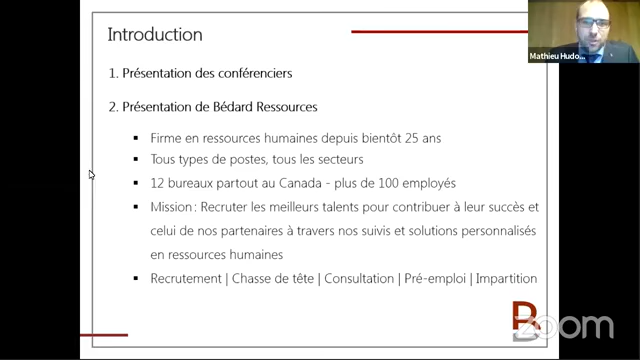 Introduction
Mathieu Hudo...
1. Présentation des conférenciers
2. Présentation de Bédard Ressources
▪ Firme en ressources humaines depuis bientôt 25 ans
▪ Tous types de postes, tous les secteurs
▪ 12 bureaux partout au Canada - plus de 100 employés
▪ Mission : Recruter les meilleurs talents pour contribuer à leur succès et
celui de nos partenaires à travers nos suivis et solutions personnalisés
en ressources humaines
▪ Recrutement | Chasse de tête | Consultation | Pré-emploi | Impartition
R
zoom